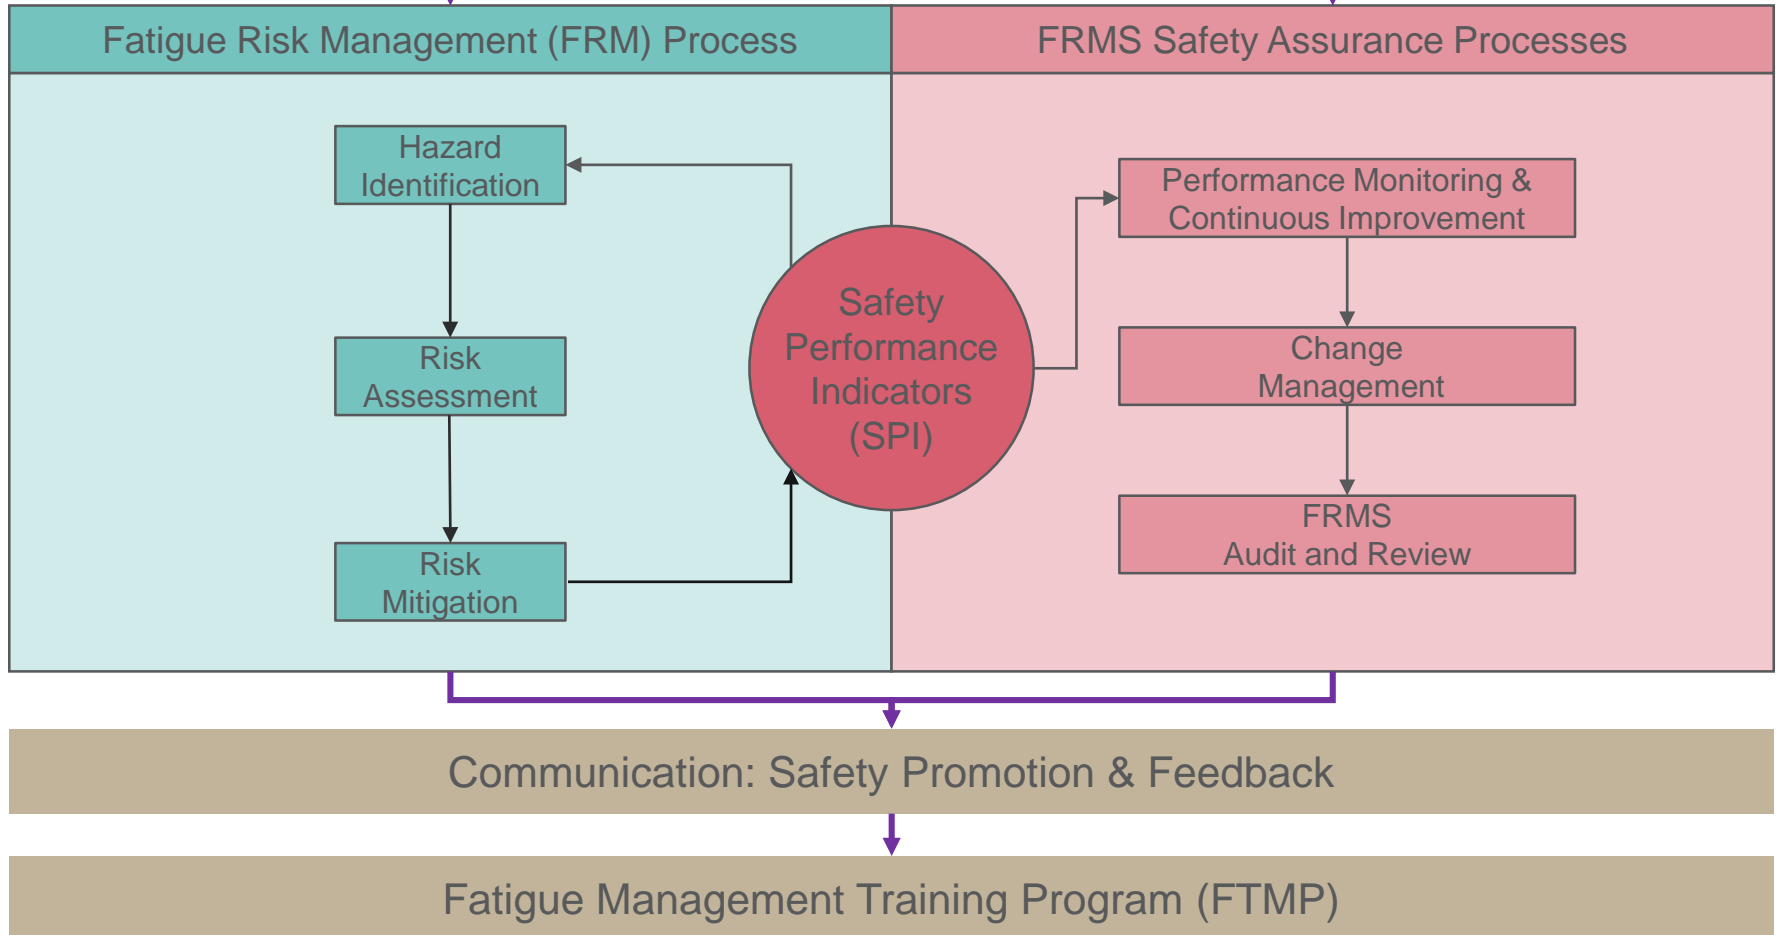 Fatigue Risk Management (FRM) Process
FRMS Safety Assurance Processes
Hazard
Identification
Risk
Assessment
Risk
Mitigation
Safety
Performance
Indicators
(SPI)
Performance Monitoring &
Continuous Improvement
Change
Management
FRMS
Audit and Review
Communication: Safety Promotion & Feedback
Fatigue Management Training Program (FTMP)